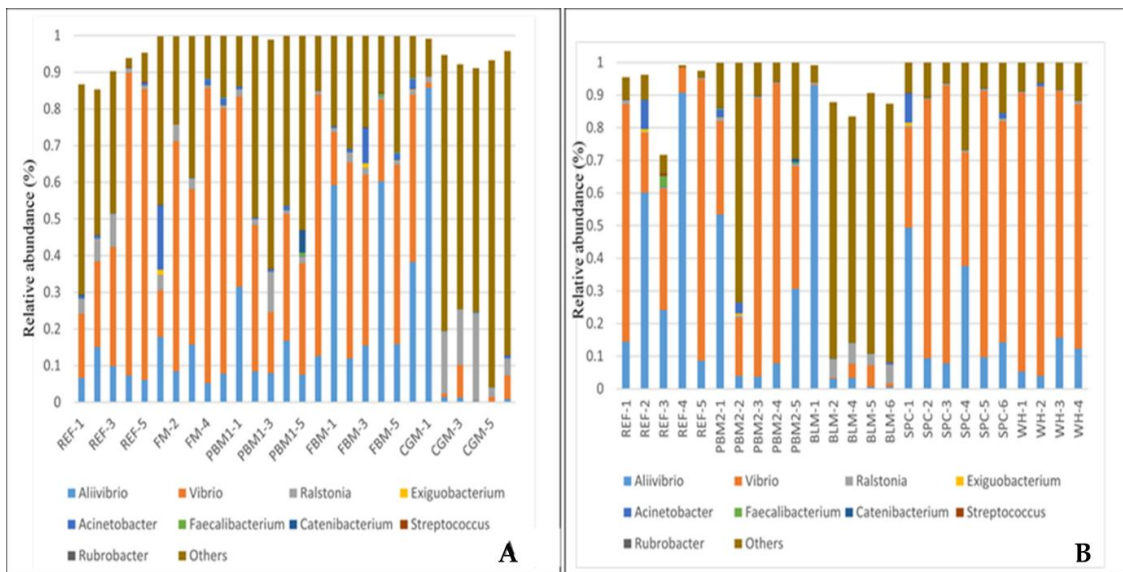 Relative abundance (%)
1
0.9
0.8
0.7
0.6
0.5
0.4
0.3
0.2
0.1
0
REF-1
REF-3
REF-5
FM-2
FM-4
PBM1-1
PBM1-3
PBM1-5
FBM-1
FBM-3
FBM-5
CGM-1
CGM-3
CGM-5
Aliivibrio Vibrio Ralstonia Exiguobacterium
Acinetobacter Faecalibacterium Catenibacterium Streptococcus
Rubrobacter Others
A
Relative abundance (%)
1
0.9
0.8
0.7
0.6
0.5
0.4
0.3
0.2
0.1
0
REF-1
REF-2
REF-3
REF-4
REF-5
PBM2-1
PBM2-2
PBM2-3
PBM2-4
PBM2-5
BLM-1
BLM-2
BLM-4
BLM-5
BLM-6
SPC-1
SPC-2
SPC-3
SPC-4
SPC-5
SPC-6
WH-1
WH-2
WH-3
WH-4
Aliivibrio Vibrio Ralstonia Exiguobacterium
Acinetobacter Faecalibacterium Catenibacterium Streptococcus
Rubrobacter Others
B